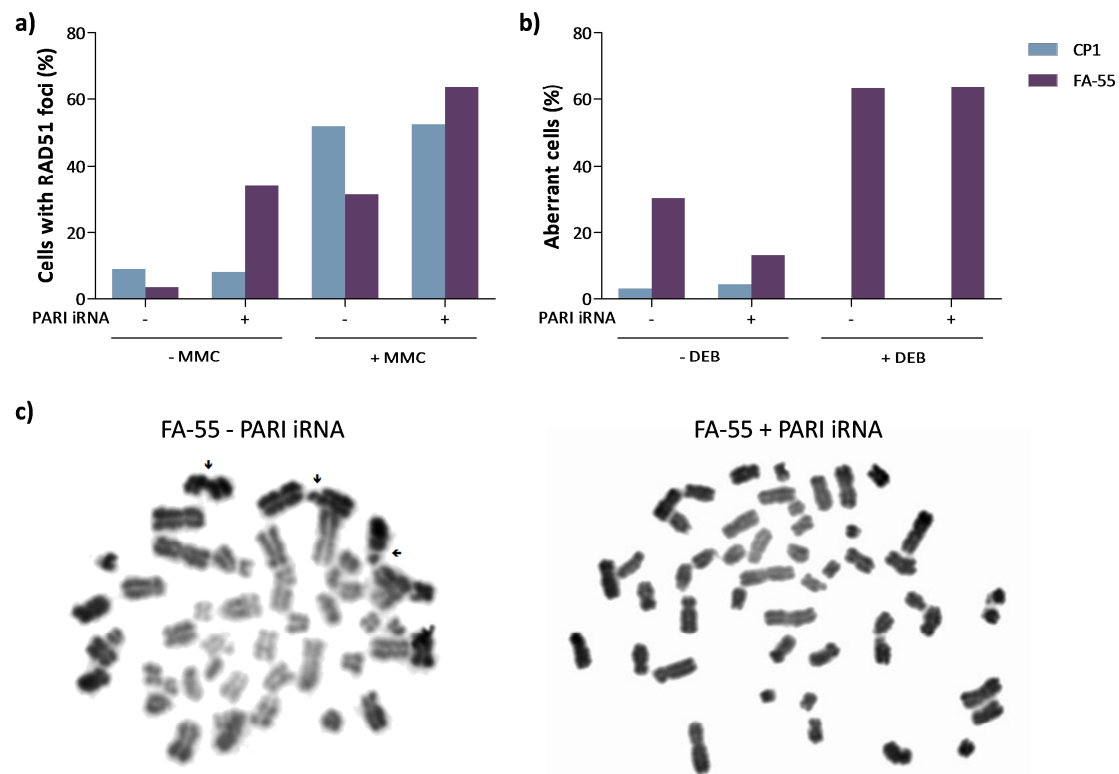 a)
Cells with RAD51 foci (%)
80
60
40
20
0
PARI iRNA - + - +
- MMC + MMC
b)
Aberrant cells (%)
80
60
40
20
0
PARI iRNA - + - +
- DEB + DEB
CP1
FA-55
c)
FA-55 - PARI iRNA
FA-55 + PARI iRNA